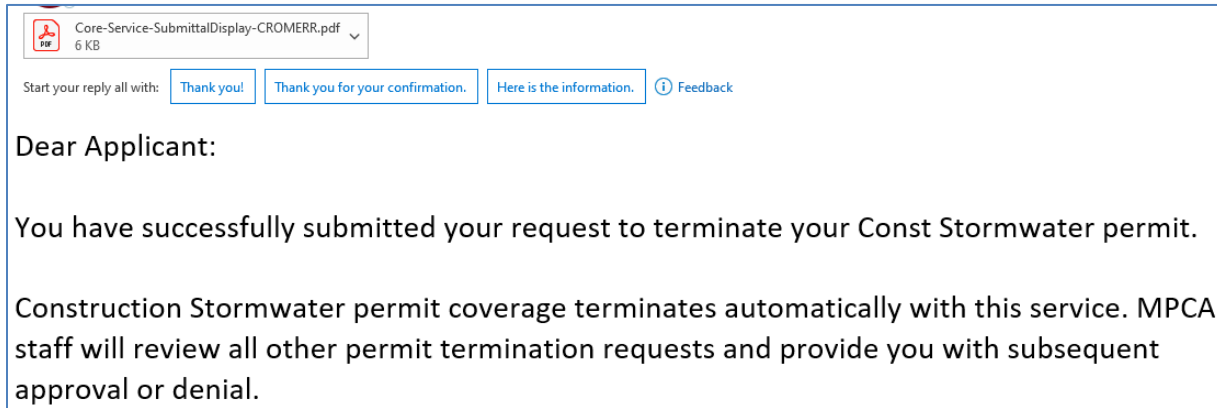 Core-Service-SubmittalDisplay-CROMERR.pdf
PDF
6 KB
Start your reply all with: Thank you! Thank you for your confirmation. Here is the information. Feedback
Dear Applicant:
You have successfully submitted your request to terminate your Const Stormwater permit.
Construction Stormwater permit coverage terminates automatically with this service. MPCA
staff will review all other permit termination requests and provide you with subsequent
approval or denial.